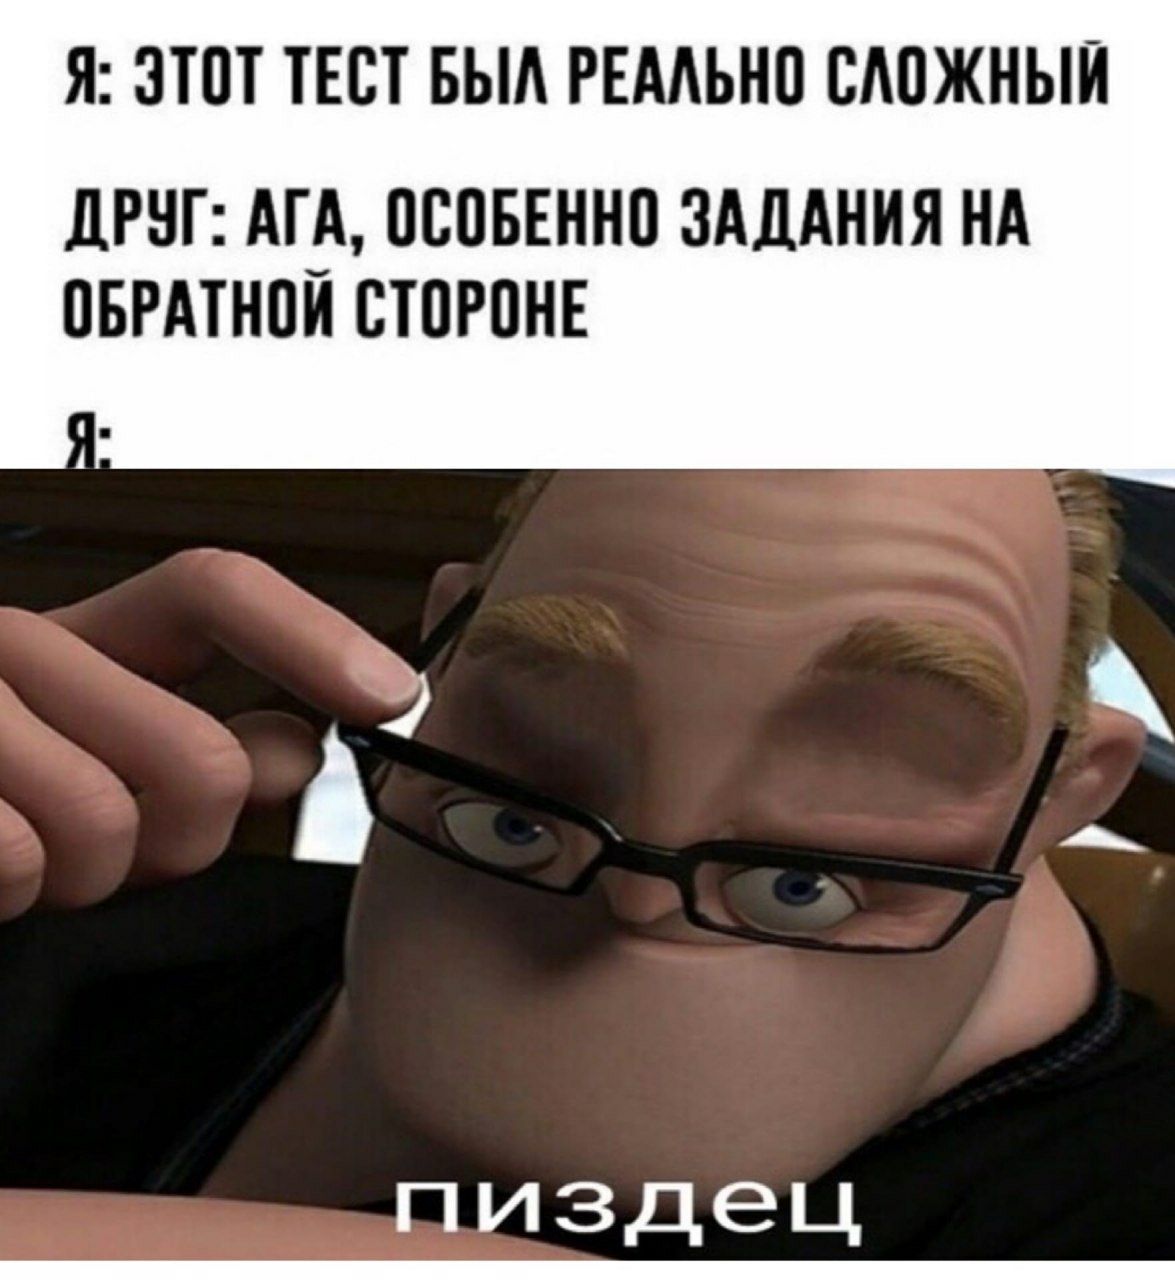 Я: ЭТОТ ТЕСТ БЫЛ РЕАЛЬНО СЛОЖНЫЙ
ДРУГ: АГА, ОСОБЕННО ЗАДАНИЯ НА
ОБРАТНОЙ СТОРОНЕ
Я:
пиздец